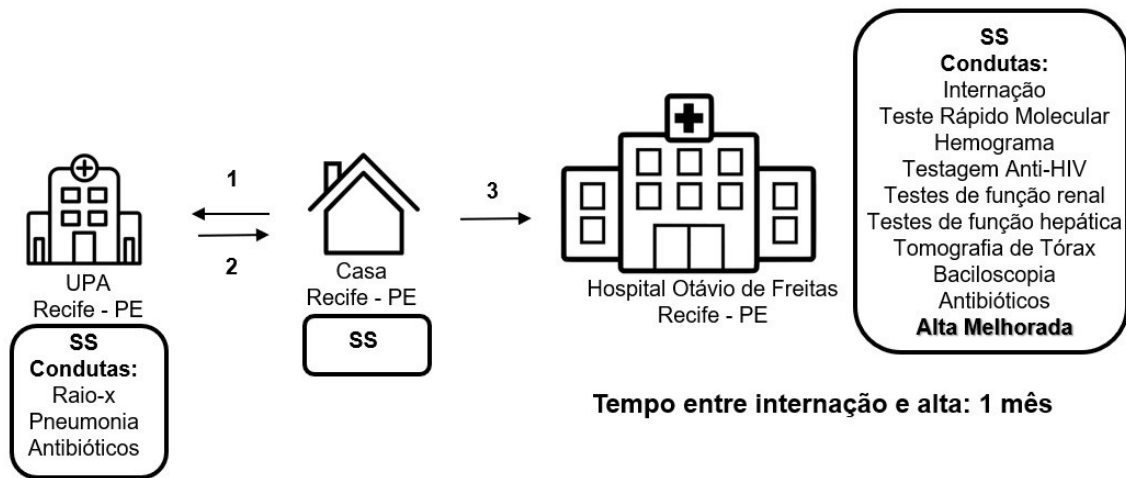 1
2
UPA
Recife - PE
SS
Condutas:
Raio-x
Pneumonia
Antibióticos
Casa
Recife - PE
SS
3
Hospital Otávio de Freitas
Recife - PE
SS
Condutas:
Internação
Teste Rápido Molecular
Hemograma
Testagem Anti-HIV
Testes de função renal
Testes de função hepática
Tomografia de Tórax
Baciloscopia
Antibióticos
Alta Melhorada
Tempo entre internação e alta: 1 mês